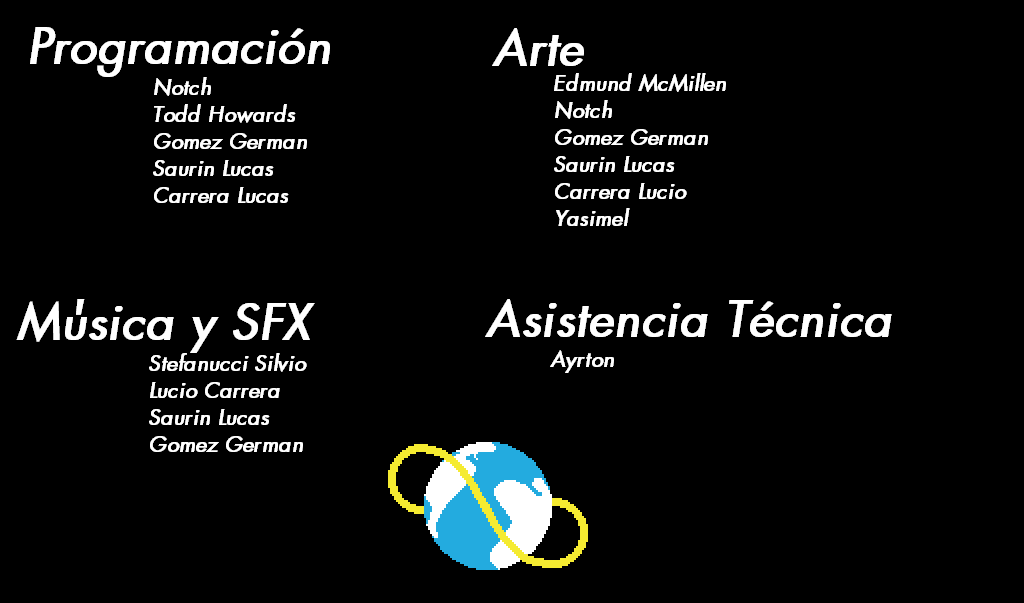 Programación
Notch
Todd Howards
Gomez German
Saurin Lucas
Carrera Lucas
Arte
Edmund McMillen
Notch
Gomez German
Saurin Lucas
Carrera Lucio
Yasimel
Música y SFX
Stefanucci Silvio
Lucio Carrera
Saurin Lucas
Gomez German
Asistencia Técnica
Ayrton